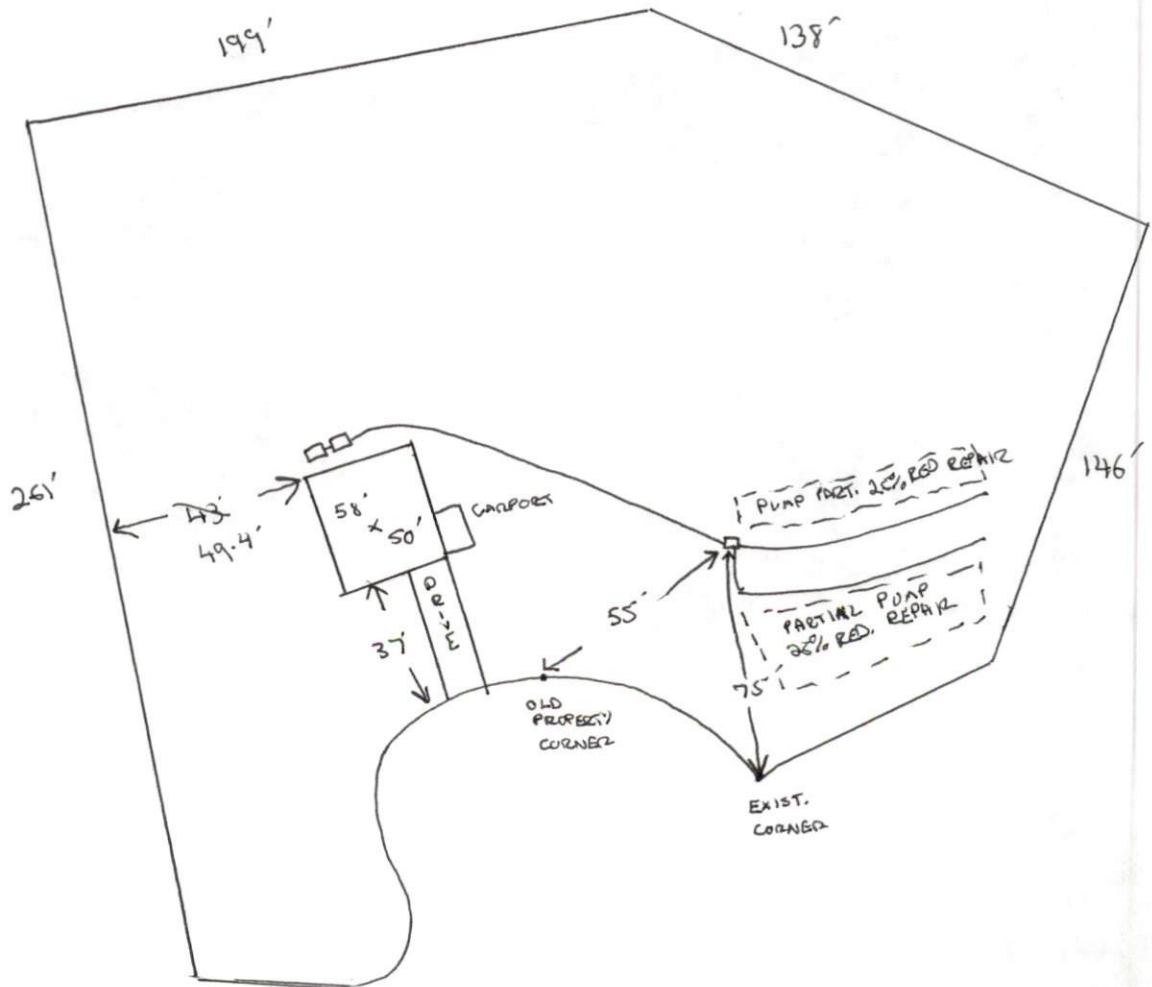 199'
138'
261'
146'
43'
49.4'
58'
x
50'
CARPORT
DRIVE
37'
55'
PUMP PART. 25% RED REPAIR
PARTIAL PUMP
25% RED. REPAIR
75'
OLD
PROPERTY
CORNER
EXIST.
CORNER